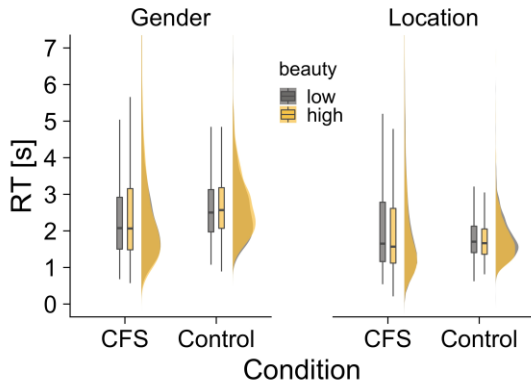 Gender
Location
7
6
5
4
3
2
1
0
RT [s]
beauty
low
high
CFS
Control
CFS
Control
Condition